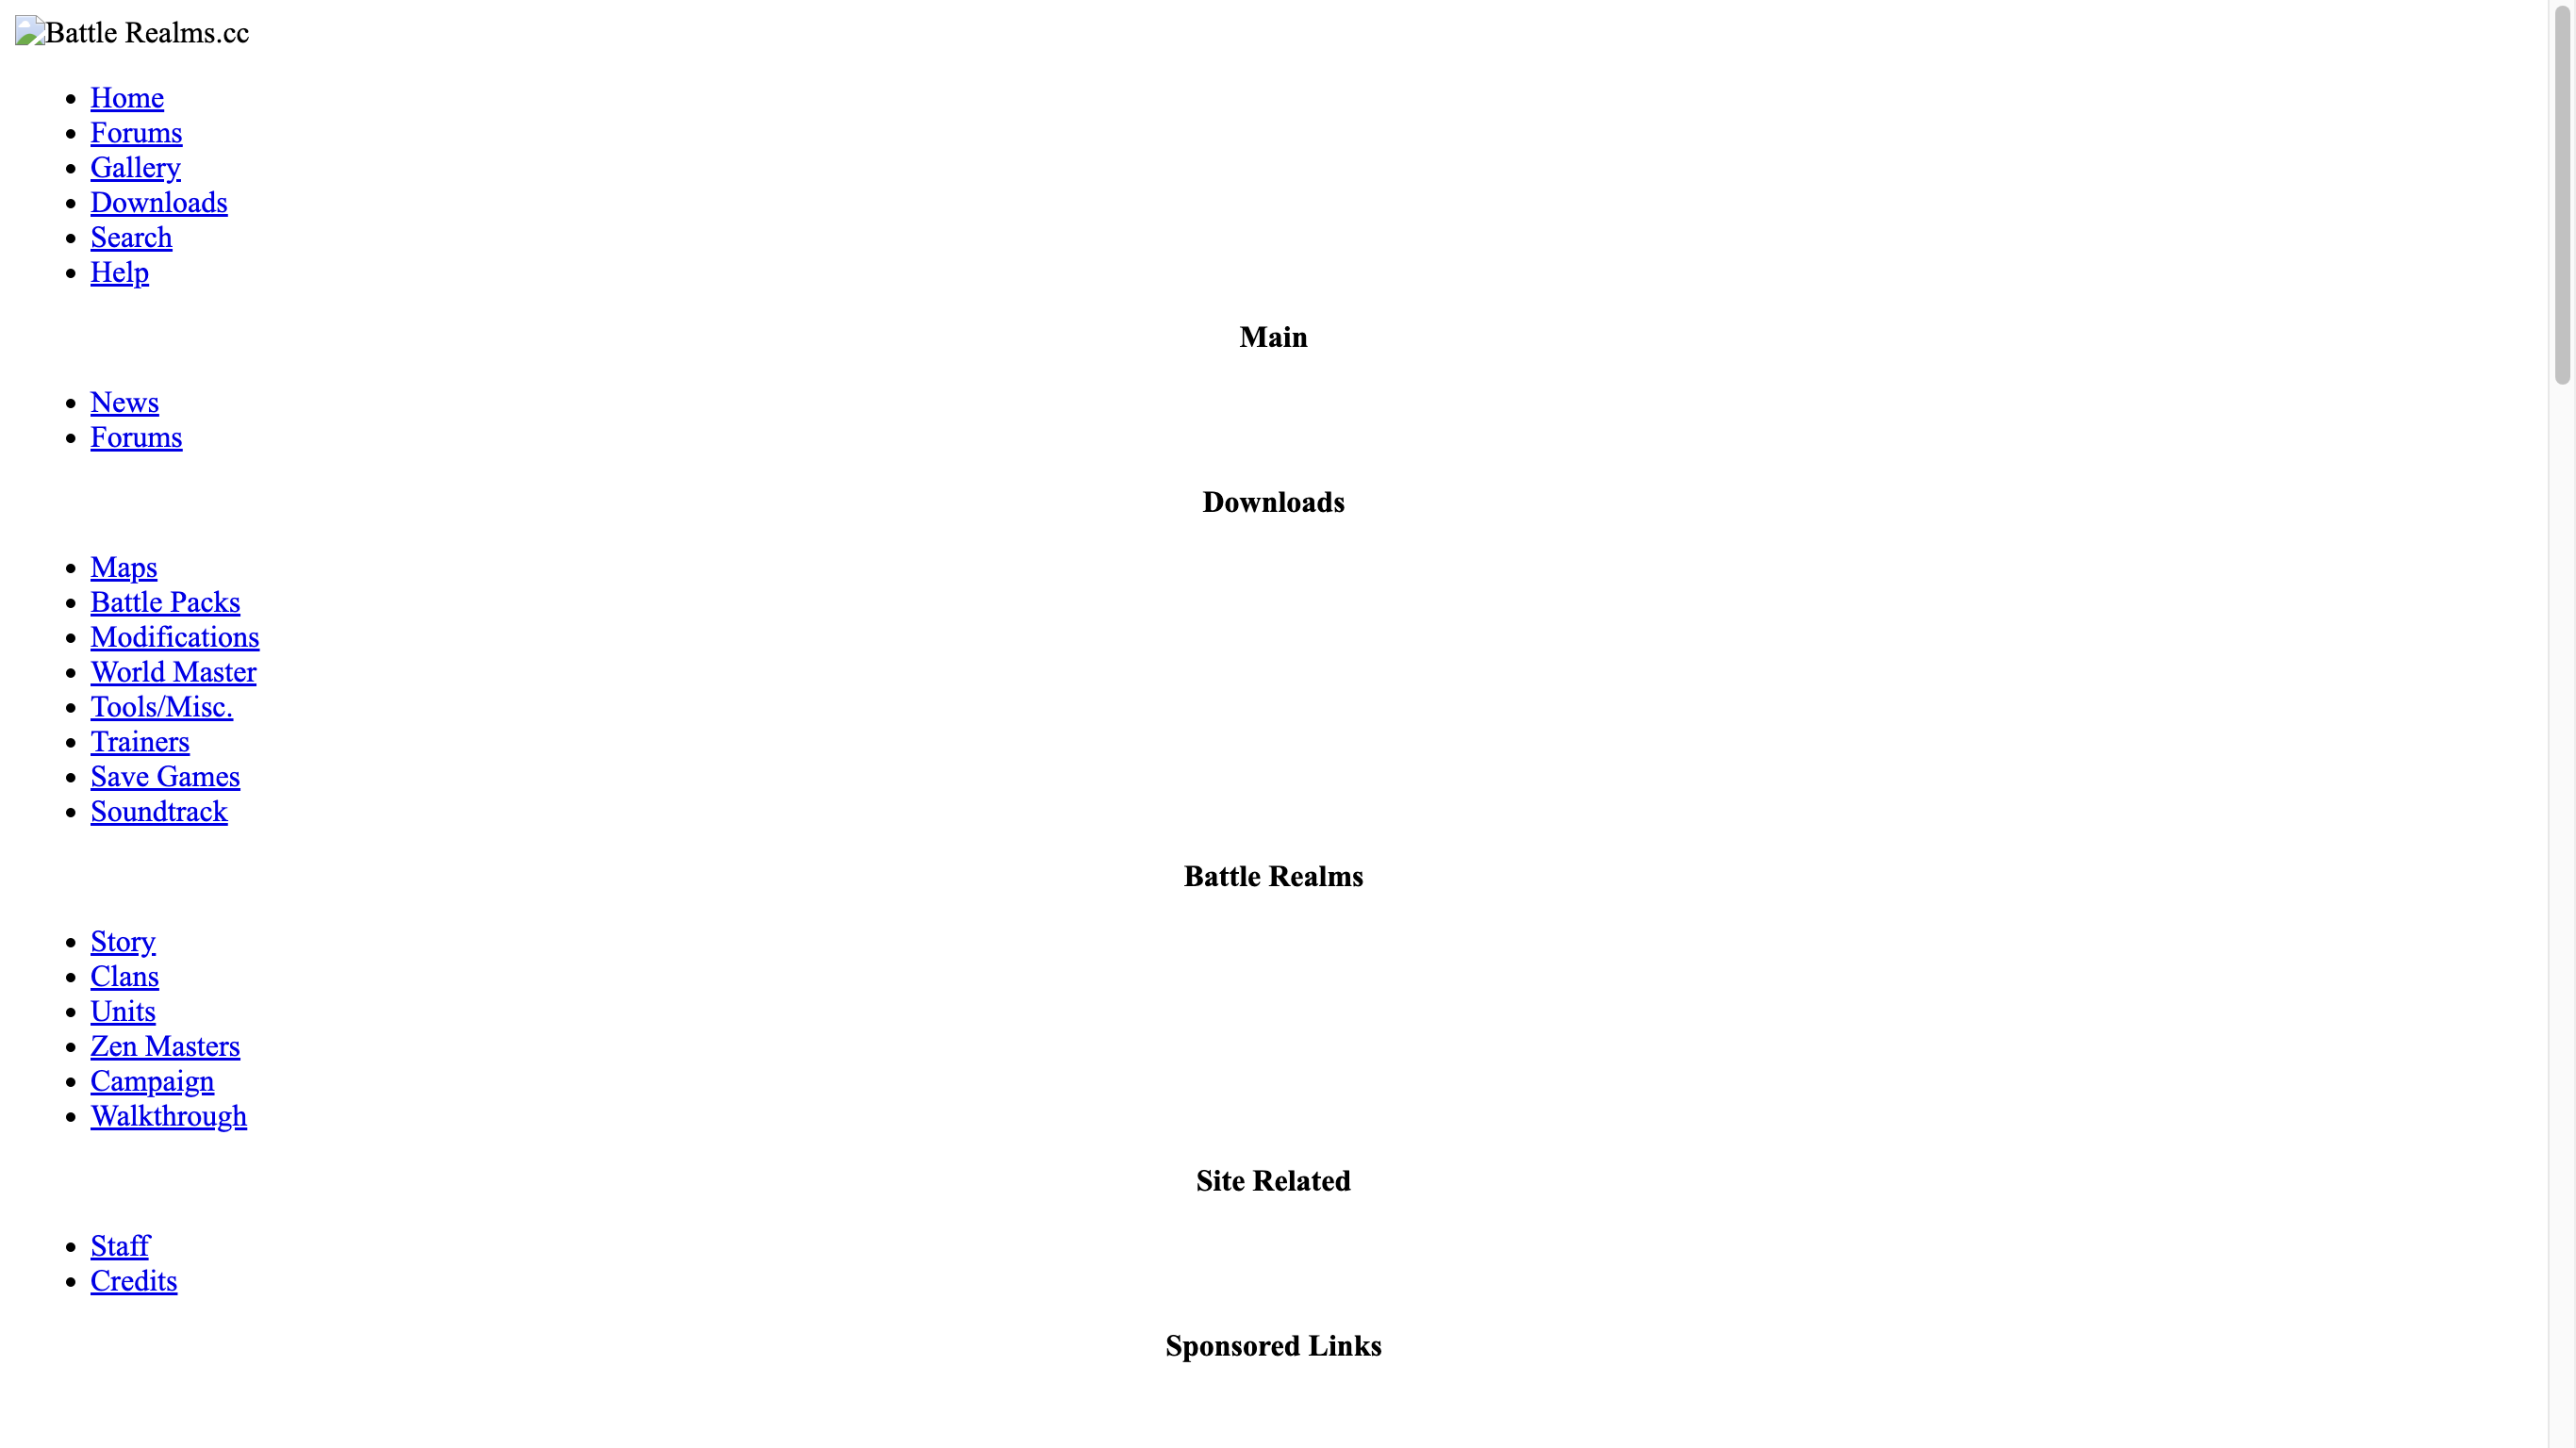 Battle Realms.cc
Home
Forums
Gallery
Downloads
Search
Help
Main
News
Forums
Downloads
Maps
Battle Packs
Modifications
World Master
Tools/Misc.
Trainers
Save Games
Soundtrack
Battle Realms
Story
Clans
Units
Zen Masters
Campaign
Walkthrough
Site Related
Staff
Credits
Sponsored Links